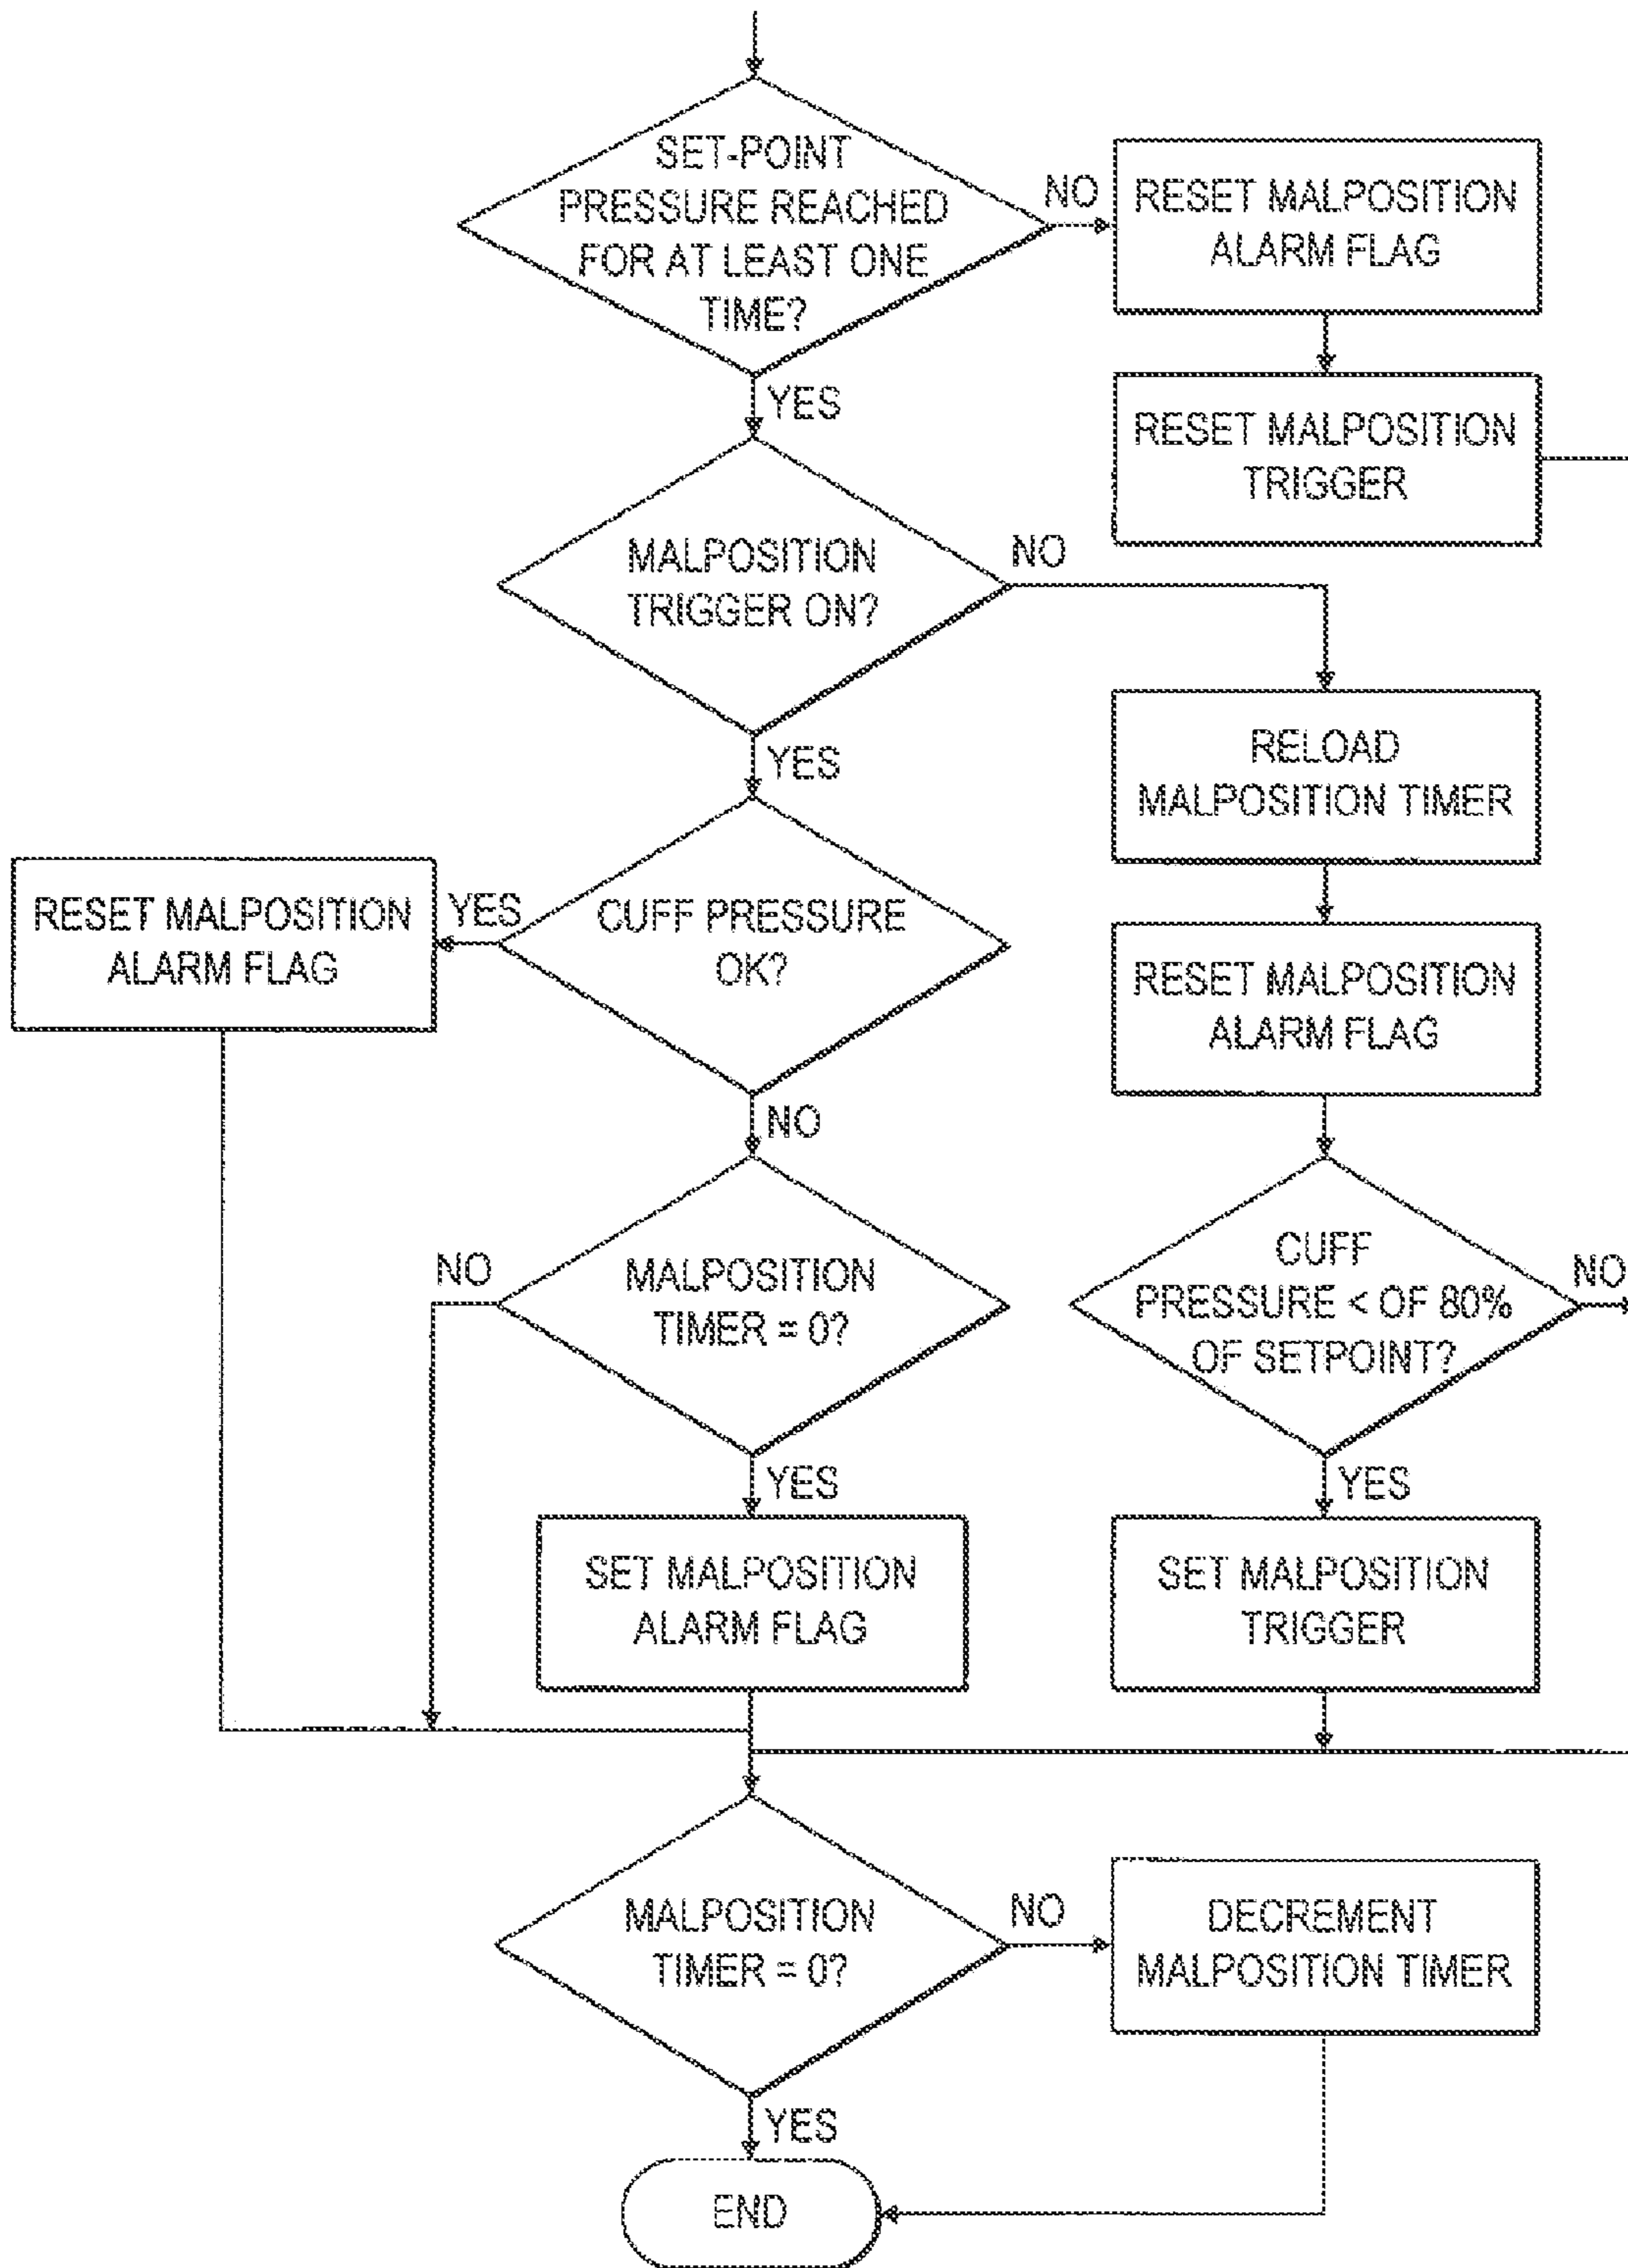 SET-POINT
PRESSURE REACHED
FOR AT LEAST ONE
TIME?
NO
RESET MALPOSITION
ALARM FLAG
YES
RESET MALPOSITION
TRIGGER
MALPOSITION
TRIGGER ON?
NO
YES
RELOAD
MALPOSITION TIMER
RESET MALPOSITION
ALARM FLAG
YES
CUFF PRESSURE
OK?
RESET MALPOSITION
ALARM FLAG
NO
NO
MALPOSITION
TIMER = 0?
CUFF
PRESSURE < OF 80%
OF SETPOINT?
NO
YES
YES
SET MALPOSITION
ALARM FLAG
SET MALPOSITION
TRIGGER
MALPOSITION
TIMER = 0?
NO
DECREMENT
MALPOSITION TIMER
YES
END